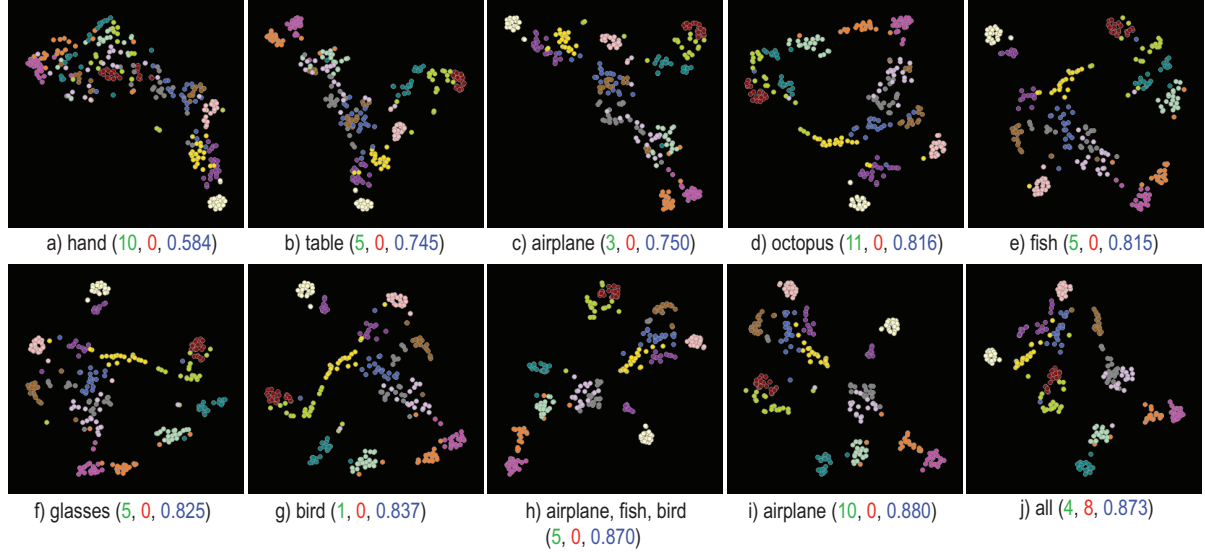 a) hand (10, 0, 0.584)
b) table (5, 0, 0.745)
c) airplane (3, 0, 0.750)
d) octopus (11, 0, 0.816)
e) fish (5, 0, 0.815)
f) glasses (5, 0, 0.825)
g) bird (1, 0, 0.837)
h) airplane, fish, bird
(5, 0, 0.870)
i) airplane (10, 0, 0.880)
j) all (4, 8, 0.873)